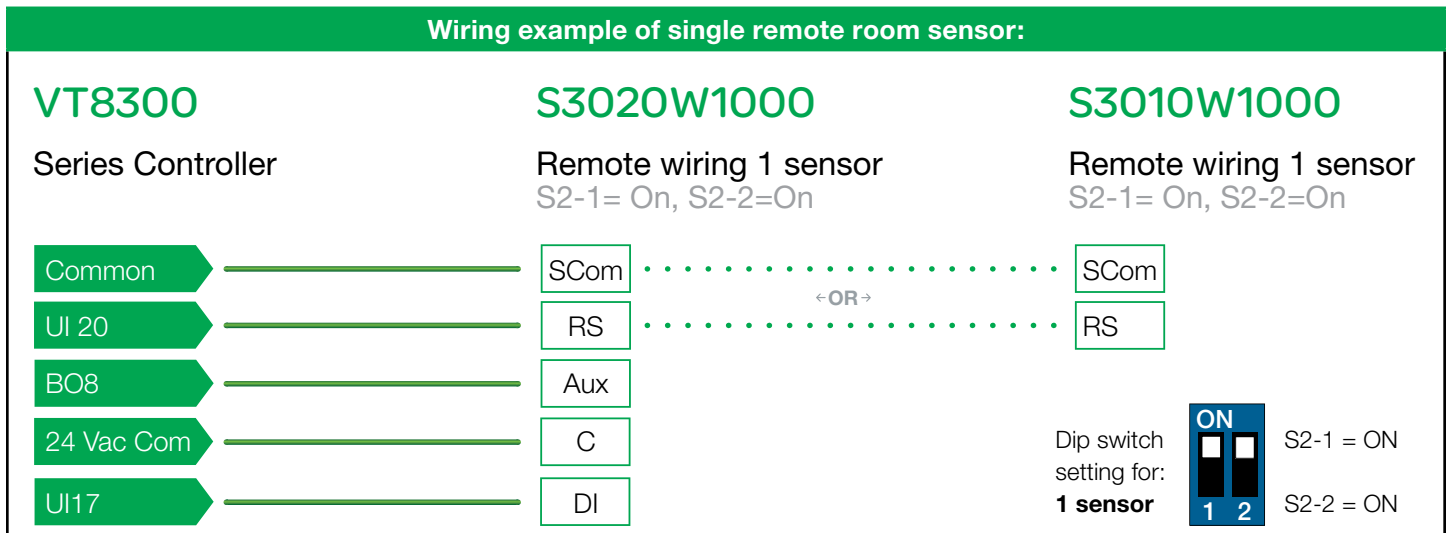 Wiring example of single remote room sensor:
VT8300
Series Controller
S3020W1000
Remote wiring 1 sensor
S2-1= On, S2-2=On
S3010W1000
Remote wiring 1 sensor
S2-1= On, S2-2=On
Common
SCom
SCom
←OR→
UI 20
RS
RS
BO8
Aux
24 Vac Com
C
UI17
DI
Dip switch
setting for:
1 sensor
ON
1 2
S2-1 = ON
S2-2 = ON